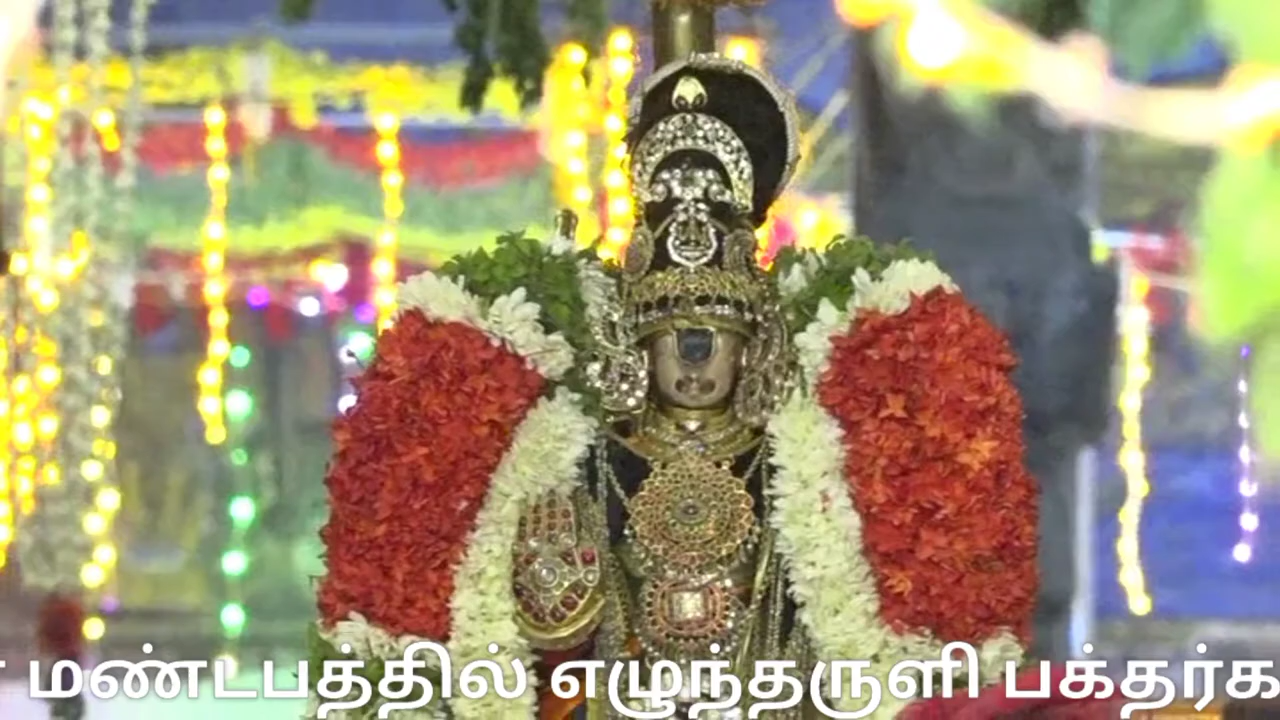 மண்டபத்தில் எழுந்தருளி பக்தர்க